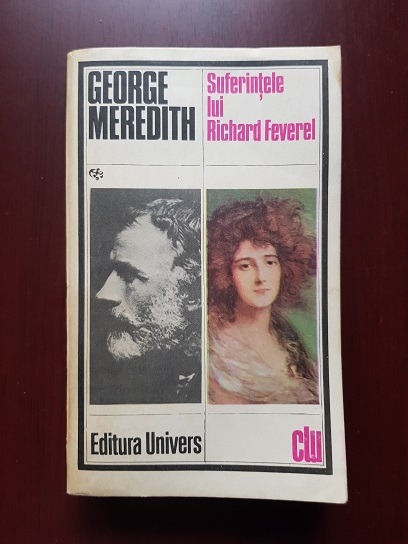 GEORGE
MEREDITH
Suferințele
lui
Richard Feverel
Editura Univers
clu